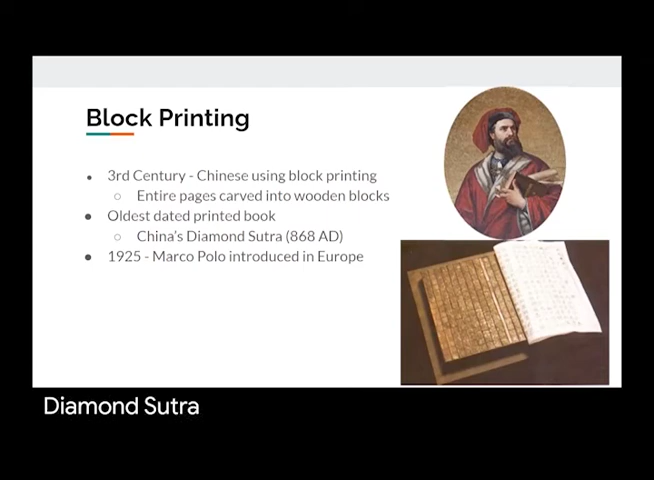 Block Printing
● 3rd Century - Chinese using block printing
○ Entire pages carved into wooden blocks
● Oldest dated printed book
○ China's Diamond Sutra (868 AD)
● 1925 - Marco Polo introduced in Europe
Diamond Sutra